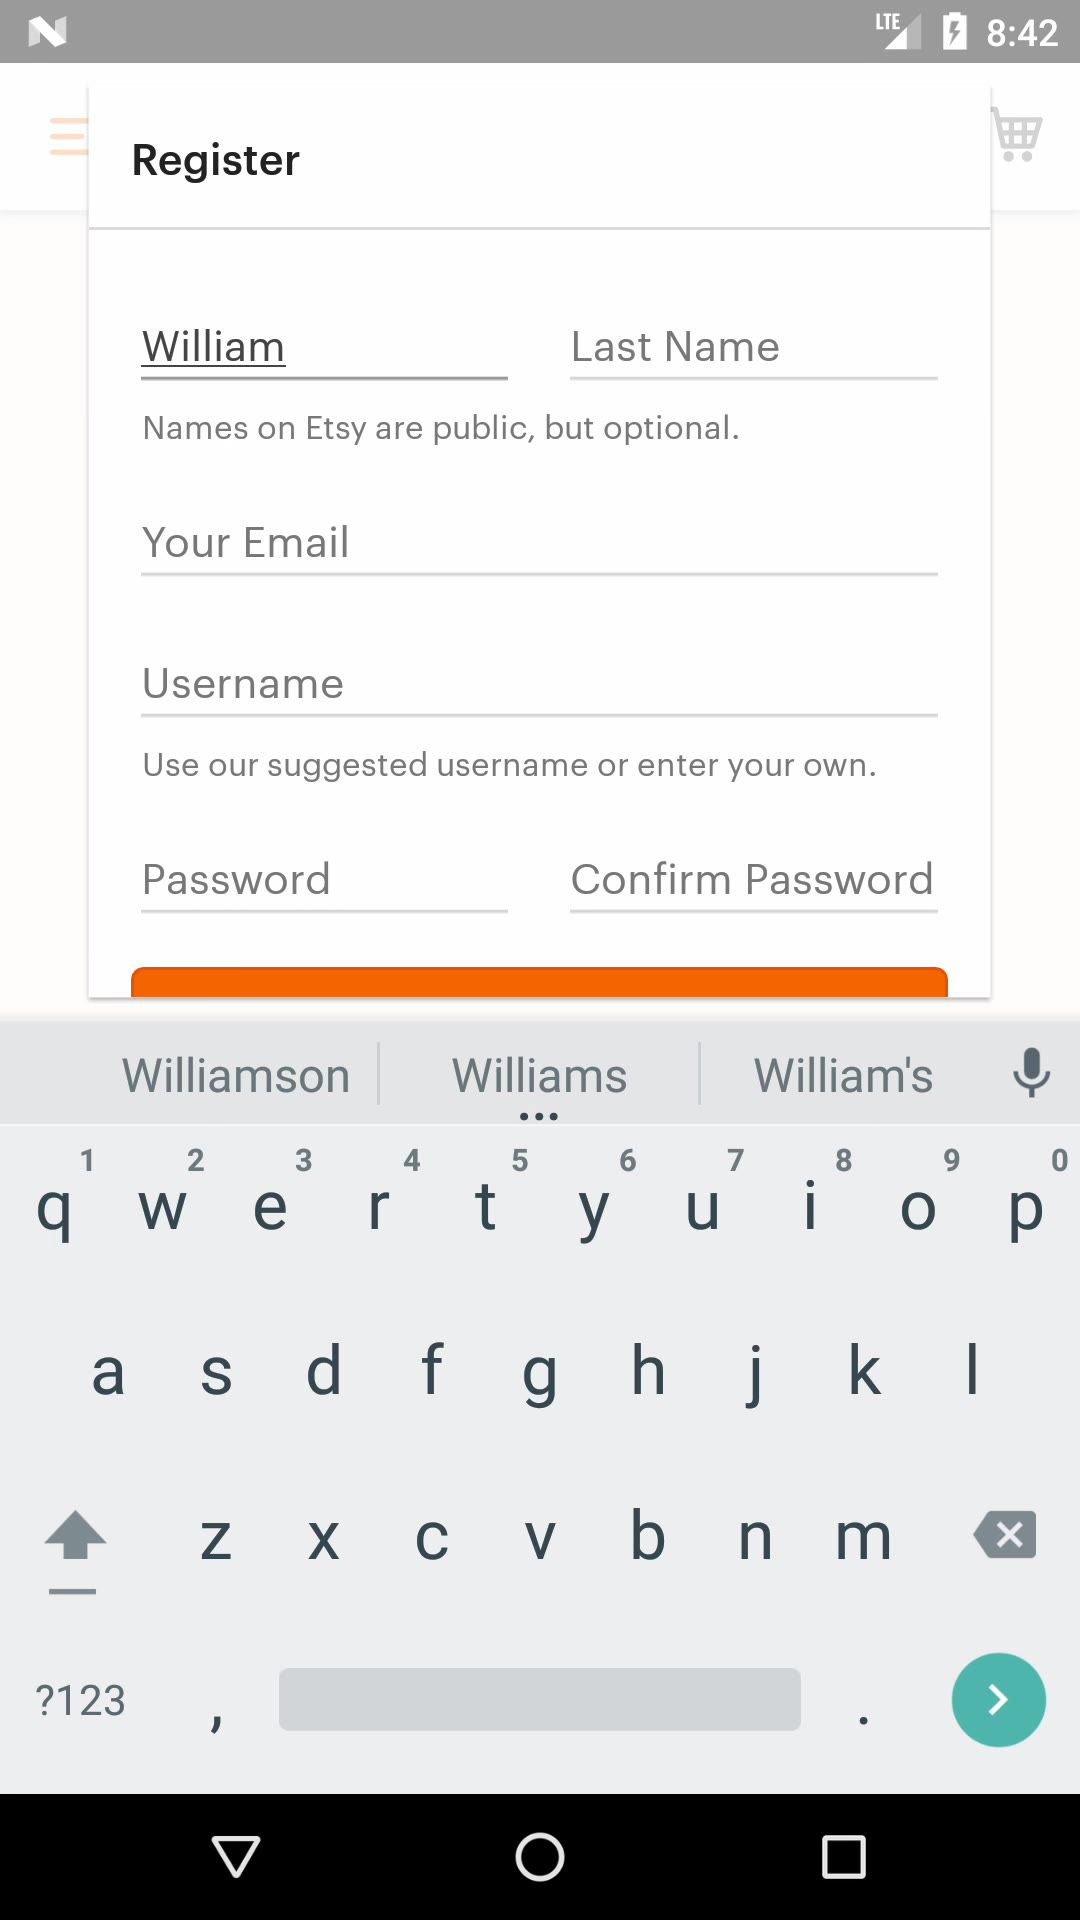 LTE 8:42
Register
William Last Name
Names on Etsy are public, but optional.
Your Email
Username
Use our suggested username or enter your own.
Password Confirm Password
Williamson Williams William's
1 2 3 4 5 6 7 8 9 0
q w e r t y u i o p
a s d f g h j k l
z x c v b n m
?123 , .